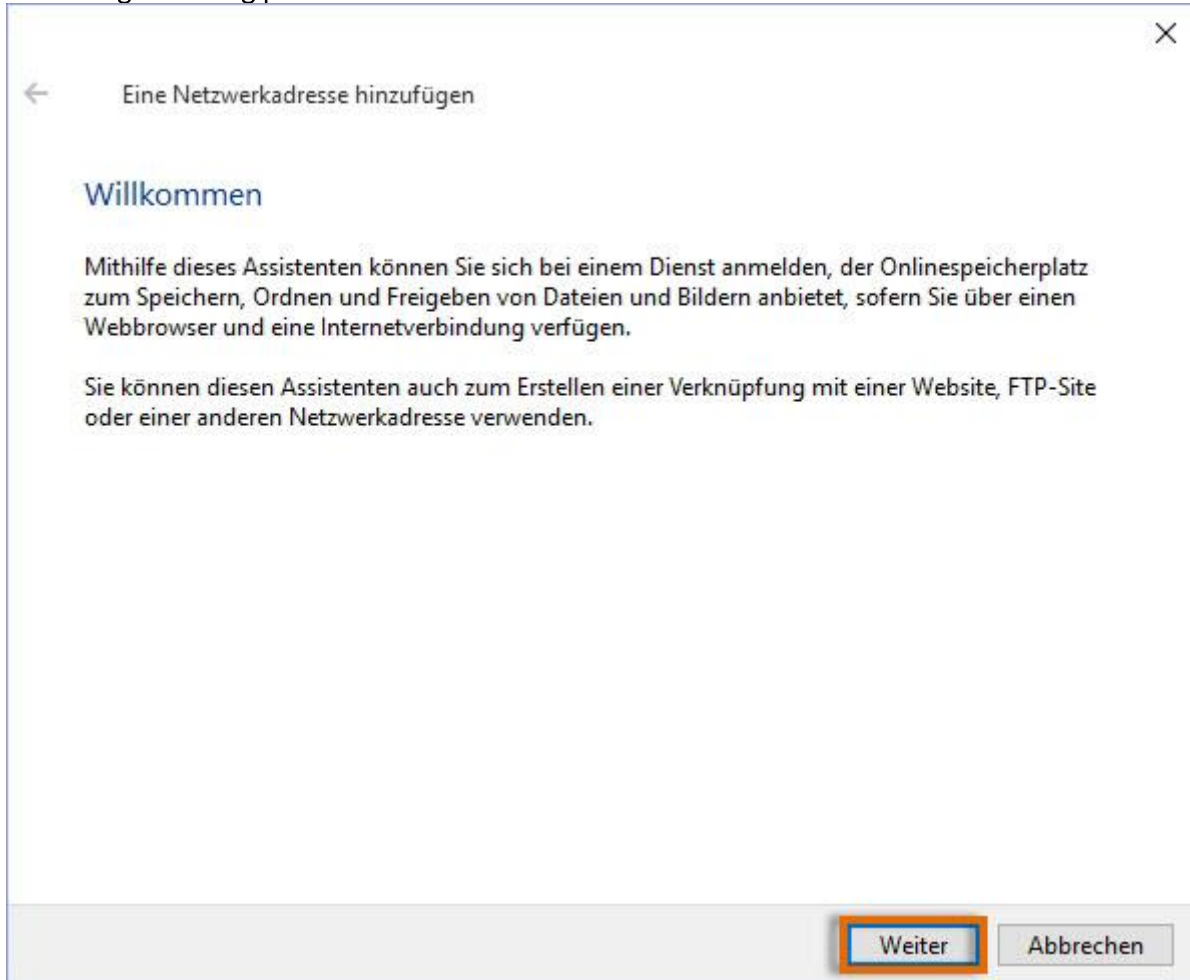 Eine Netzwerkadresse hinzufügen
Willkommen
Mithilfe dieses Assistenten können Sie sich bei einem Dienst anmelden, der Onlinespeicherplatz
zum Speichern, Ordnen und Freigeben von Dateien und Bildern anbietet, sofern Sie über einen
Webbrowser und eine Internetverbindung verfügen.
Sie können diesen Assistenten auch zum Erstellen einer Verknüpfung mit einer Website, FTP-Site
oder einer anderen Netzwerkadresse verwenden.
Weiter
Abbrechen